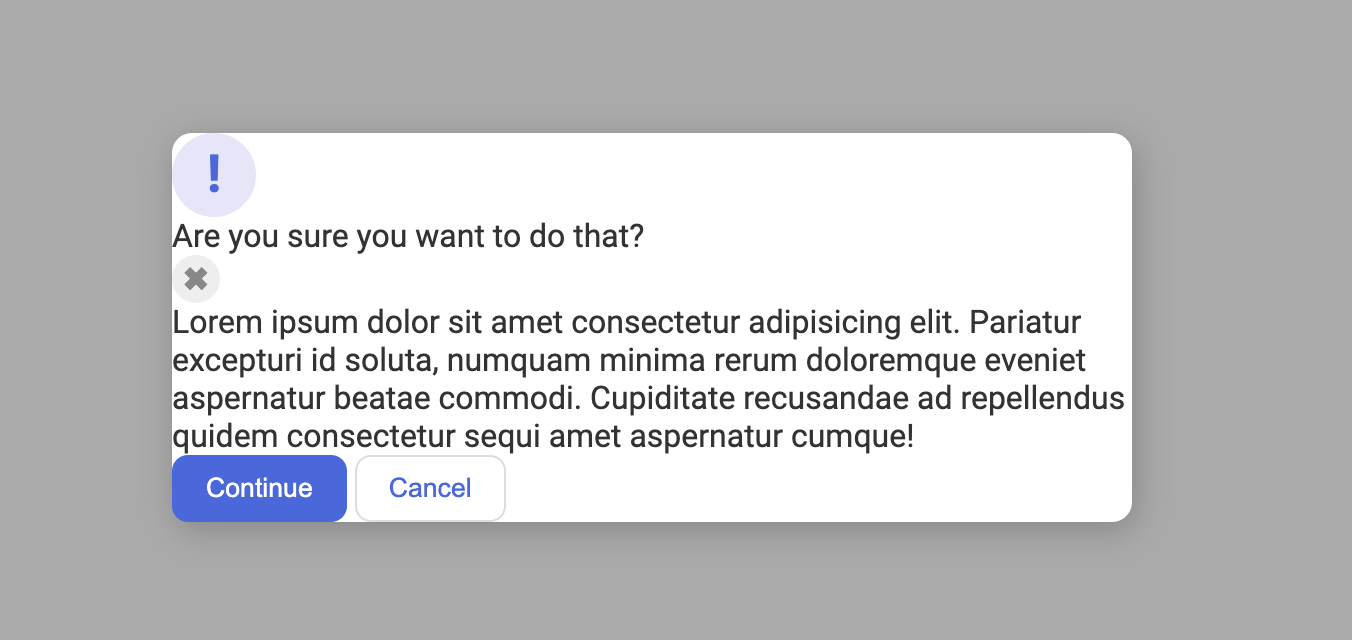 !
Are you sure you want to do that?
✖
Lorem ipsum dolor sit amet consectetur adipisicing elit. Pariatur
excepturi id soluta, numquam minima rerum doloremque eveniet
aspernatur beatae commodi. Cupiditate recusandae ad repellendus
quidem consectetur sequi amet aspernatur cumque!
Continue Cancel